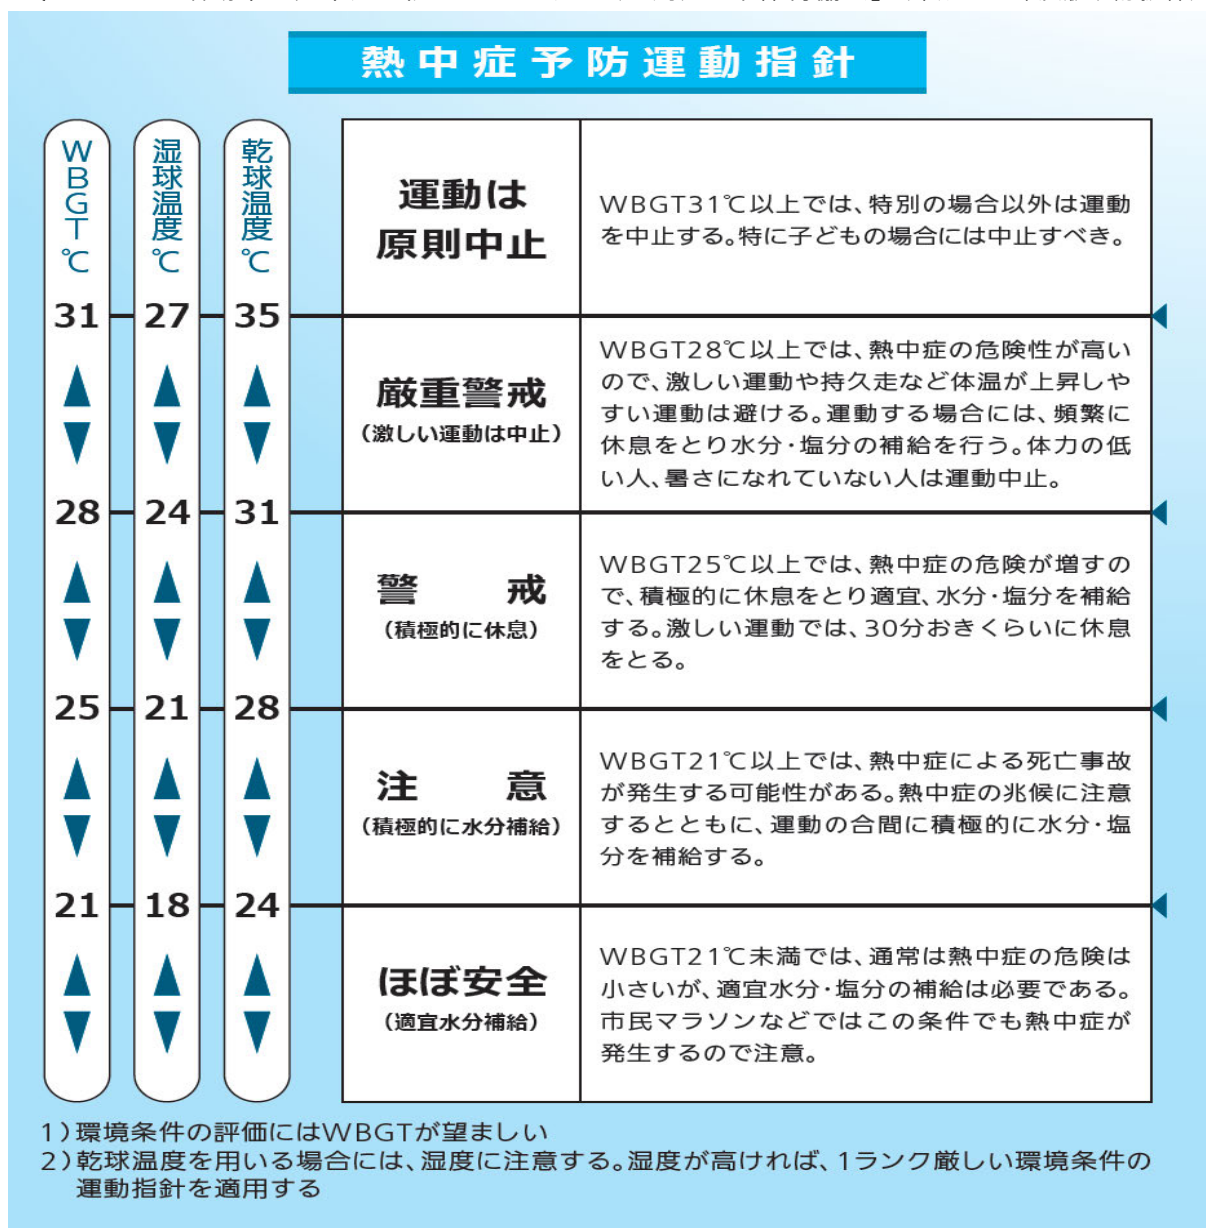 熱中症予防運動指針
WBGT℃
湿球温度℃
乾球温度℃
運動は
原則中止
WBGT31℃以上では、特別の場合以外は運動
を中止する。特に子どもの場合には中止すべき。
31 27 35
厳重警戒
(激しい運動は中止)
WBGT28℃以上では、熱中症の危険性が高い
ので、激しい運動や持久走など体温が上昇しや
すい運動は避ける。運動する場合には、頻繁に
休息をとり水分・塩分の補給を行う。体力の低
い人、暑さになれていない人は運動中止。
28 24 31
警戒
(積極的に休息)
WBGT25℃以上では、熱中症の危険が増すの
で、積極的に休息をとり適宜、水分・塩分を補給
する。激しい運動では、30分おきくらいに休息
をとる。
25 21 28
注意
(積極的に水分補給)
WBGT21℃以上では、熱中症による死亡事故
が発生する可能性がある。熱中症の兆候に注意
するとともに、運動の合間に積極的に水分・塩
分を補給する。
21 18 24
ほぼ安全
(適宜水分補給)
WBGT21℃未満では、通常は熱中症の危険は
小さいが、適宜水分・塩分の補給は必要である。
市民マラソンなどではこの条件でも熱中症が
発生するので注意。
1)環境条件の評価にはWBGTが望ましい
2)乾球温度を用いる場合には、湿度に注意する。湿度が高ければ、1ランク厳しい環境条件の
運動指針を適用する